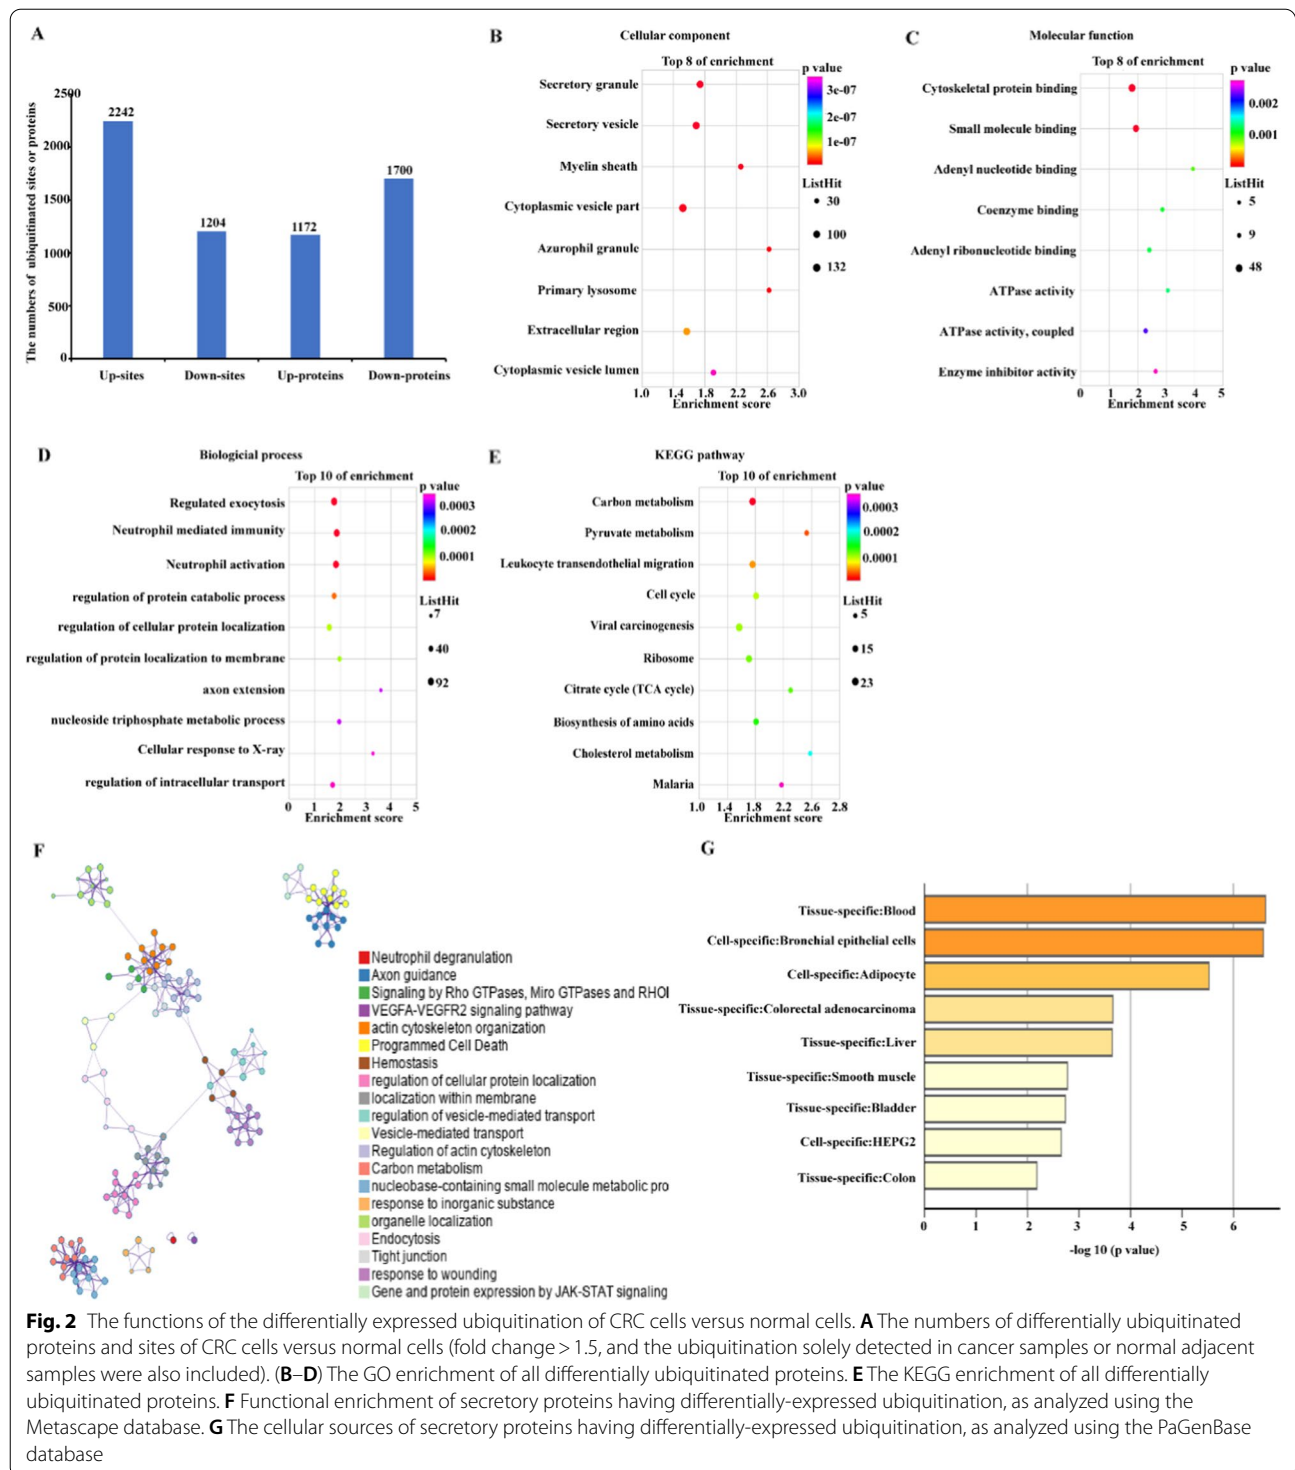 A
The numbers of ubiquitinated sites or proteins
2500
2000
1500
1000
500
0
2242
1204
1172
1700
Up-sites
Down-sites
Up-proteins
Down-proteins
B
Cellular component
Top 8 of enrichment
Secretory granule
Secretory vesicle
Myelin sheath
Cytoplasmic vesicle part
Azurophil granule
Primary lysosome
Extracellular region
Cytoplasmic vesicle lumen
1.0 1.4 1.8 2.2 2.6 3.0
Enrichment score
p value
3e-07
2e-07
1e-07
ListHit
30
100
132
C
Molecular function
Top 8 of enrichment
Cytoskeletal protein binding
Small molecule binding
Adenyl nucleotide binding
Coenzyme binding
Adenyl ribonucleotide binding
ATPase activity
ATPase activity, coupled
Enzyme inhibitor activity
0 1 2 3 4 5
Enrichment score
p value
0.002
0.001
ListHit
5
9
48
D
Biologicial process
Top 10 of enrichment
Regulated exocytosis
Neutrophil mediated immunity
Neutrophil activation
regulation of protein catabolic process
regulation of cellular protein localization
regulation of protein localization to membrane
axon extension
nucleoside triphosphate metabolic process
Cellular response to X-ray
regulation of intracellular transport
0 1 2 3 4 5
Enrichment score
p value
0.0003
0.0002
0.0001
ListHit
7
40
92
E
KEGG pathway
Top 10 of enrichment
Carbon metabolism
Pyruvate metabolism
Leukocyte transendothelial migration
Cell cycle
Viral carcinogenesis
Ribosome
Citrate cycle (TCA cycle)
Biosynthesis of amino acids
Cholesterol metabolism
Malaria
1.0 1.4 1.8 2.2 2.6 2.8
Enrichment score
p value
0.0003
0.0002
0.0001
ListHit
5
15
23
F
Neutrophil degranulation
Axon guidance
Signaling by Rho GTPases, Miro GTPases and RHOI
VEGFA-VEGFR2 signaling pathway
actin cytoskeleton organization
Programmed Cell Death
Hemostasis
regulation of cellular protein localization
localization within membrane
regulation of vesicle-mediated transport
Vesicle-mediated transport
Regulation of actin cytoskeleton
Carbon metabolism
nucleobase-containing small molecule metabolic pro
response to inorganic substance
organelle localization
Endocytosis
Tight junction
response to wounding
Gene and protein expression by JAK-STAT signaling
G
Tissue-specific:Blood
Cell-specific:Bronchial epithelial cells
Cell-specific:Adipocyte
Tissue-specific:Colorectal adenocarcinoma
Tissue-specific:Liver
Tissue-specific:Smooth muscle
Tissue-specific:Bladder
Cell-specific:HEPG2
Tissue-specific:Colon
0 1 2 3 4 5 6
-log 10 (p value)
Fig. 2 The functions of the differentially expressed ubiquitination of CRC cells versus normal cells. A The numbers of differentially ubiquitinated
proteins and sites of CRC cells versus normal cells (fold change > 1.5, and the ubiquitination solely detected in cancer samples or normal adjacent
samples were also included). (B–D) The GO enrichment of all differentially ubiquitinated proteins. E The KEGG enrichment of all differentially
ubiquitinated proteins. F Functional enrichment of secretory proteins having differentially-expressed ubiquitination, as analyzed using the
Metascape database. G The cellular sources of secretory proteins having differentially-expressed ubiquitination, as analyzed using the PaGenBase
database